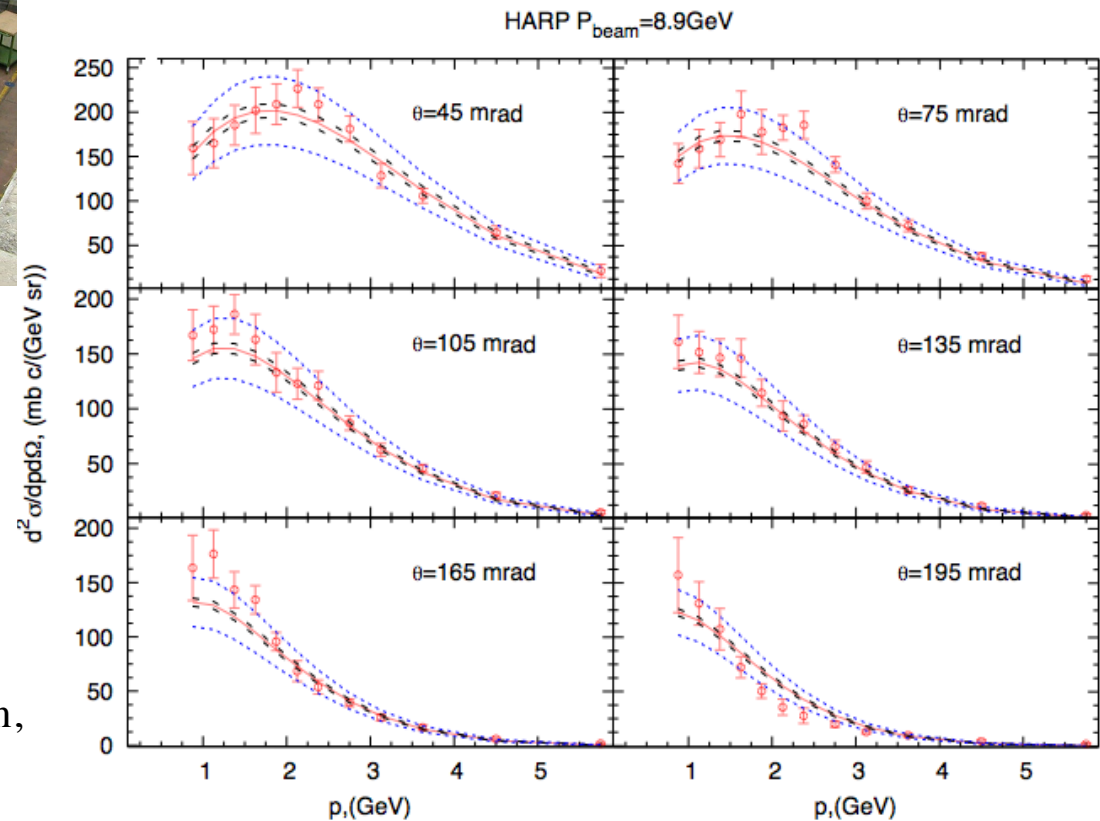 HARP P_beam=8.9GeV
250
200
150
100
50
θ=45 mrad
θ=75 mrad
200
150
100
50
θ=105 mrad
θ=135 mrad
200
150
100
50
0
θ=165 mrad
θ=195 mrad
d² σ/dpdΩ, (mb c/(GeV sr))
1 2 3 4 5
1 2 3 4 5
p,(GeV)
p,(GeV)
n,